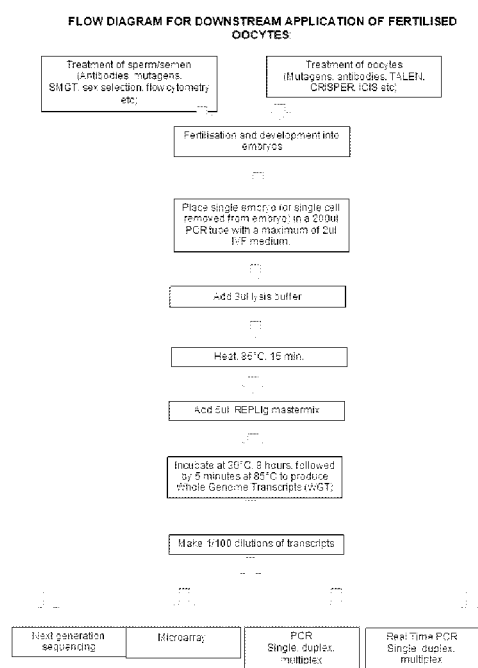 FLOW DIAGRAM FOR DOWNSTREAM APPLICATION OF FERTILISED
OOCYTES:
Treatment of sperm/semen
(Antibodies, mutagens,
SMGT, sex selection, flow cytometry
etc)
Treatment of oocytes
(Mutagens, antibodies, TALEN,
CRISPER, ICIS etc)
Fertilisation and development into
embryos
Place single embryo (or single cell
removed from embryo) in a 200ul
PCR tube with a maximum of 2ul
IVF medium.
Add 3ul lysis buffer
Heat, 95°C, 15 min.
Add 5ul REPLIg mastermix
Incubate at 30°C, 8 hours, followed
by 5 minutes at 85°C to produce
Whole Genome Transcripts (WGT)
Make 1/100 dilutions of transcripts
Next generation
sequencing
Microarray
PCR
Single, duplex,
multiplex
Real Time PCR
Single, duplex,
multiplex